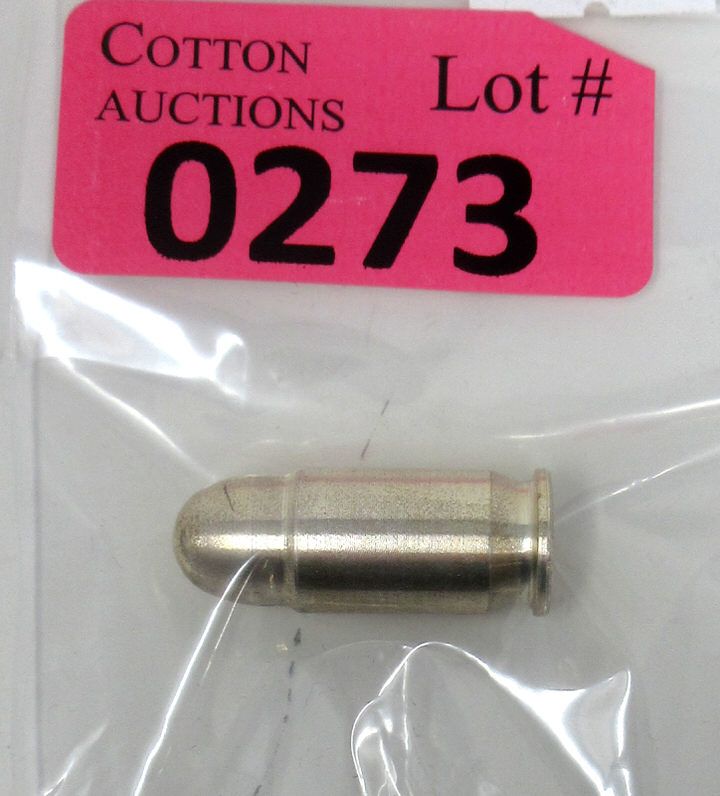 COTTON
AUCTIONS
Lot #
0273